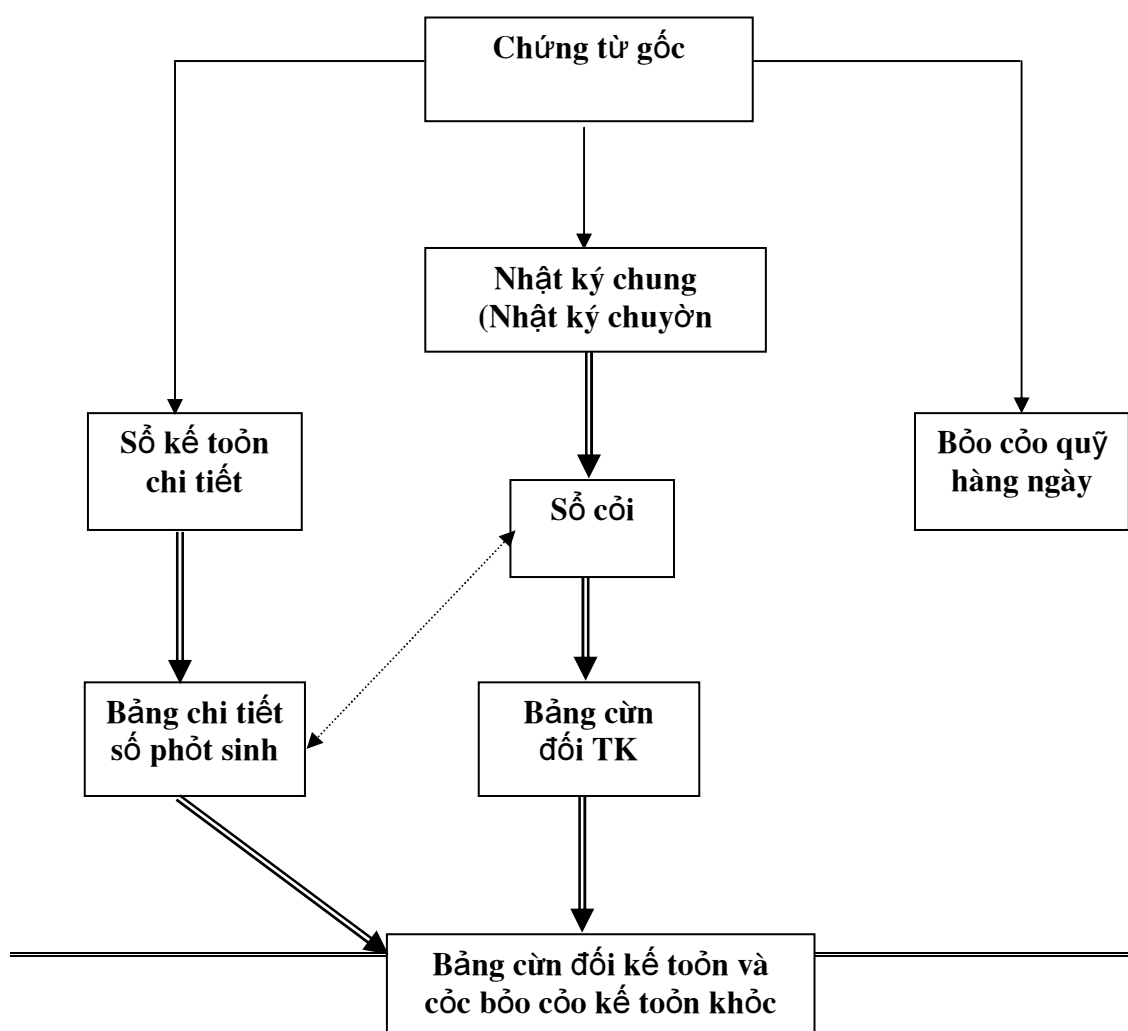 Chứng từ gốc
Nhật ký chung
(Nhật ký chuyờn
Sổ kế toỏn
chi tiết
Bỏo cỏo quỹ
hàng ngày
Sổ cỏi
Bảng chi tiết
số phỏt sinh
Bảng cừn
đối TK
Bảng cừn đối kế toỏn và
cỏc bỏo cỏo kế toỏn khỏc